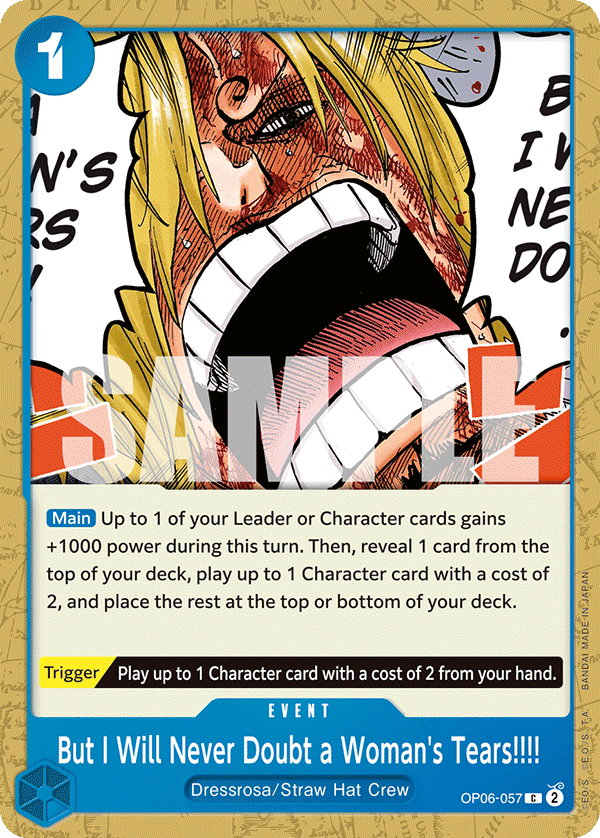 1
N'S
RS
B
I
NE
DO
SAMPLE
Main Up to 1 of your Leader or Character cards gains
+1000 power during this turn. Then, reveal 1 card from the
top of your deck, play up to 1 Character card with a cost of
2, and place the rest at the top or bottom of your deck.
Trigger Play up to 1 Character card with a cost of 2 from your hand.
EVENT
But I Will Never Doubt a Woman's Tears!!!!
Dressrosa/Straw Hat Crew
OP06-057 C 2
BANDAI MADE IN JAPAN